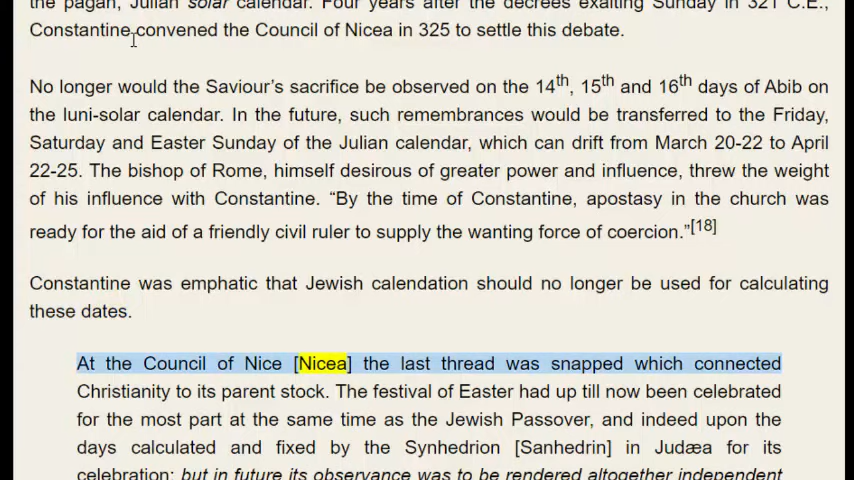 the pagan, Julian solar calendar. Four years after the decrees exalting Sunday in 321 C.E.,
Constantine convened the Council of Nicea in 325 to settle this debate.
No longer would the Saviour’s sacrifice be observed on the 14th, 15th and 16th days of Abib on
the luni-solar calendar. In the future, such remembrances would be transferred to the Friday,
Saturday and Easter Sunday of the Julian calendar, which can drift from March 20-22 to April
22-25. The bishop of Rome, himself desirous of greater power and influence, threw the weight
of his influence with Constantine. “By the time of Constantine, apostasy in the church was
ready for the aid of a friendly civil ruler to supply the wanting force of coercion.”[18]
Constantine was emphatic that Jewish calendation should no longer be used for calculating
these dates.
At the Council of Nice [Nicea] the last thread was snapped which connected
Christianity to its parent stock. The festival of Easter had up till now been celebrated
for the most part at the same time as the Jewish Passover, and indeed upon the
days calculated and fixed by the Synhedrion [Sanhedrin] in Judæa for its
celebration; but in future its observance was to be rendered altogether independent